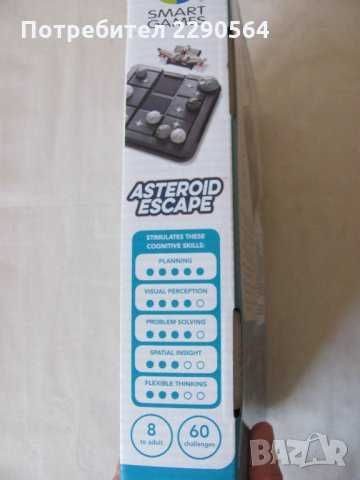 Потребител 2290564
SMART
GAMES
ASTEROID
ESCAPE
STIMULATES THESE
COGNITIVE SKILLS:
PLANNING
VISUAL PERCEPTION
PROBLEM SOLVING
SPATIAL INSIGHT
FLEXIBLE THINKING
8
to adult
60
challenges
BAZAR